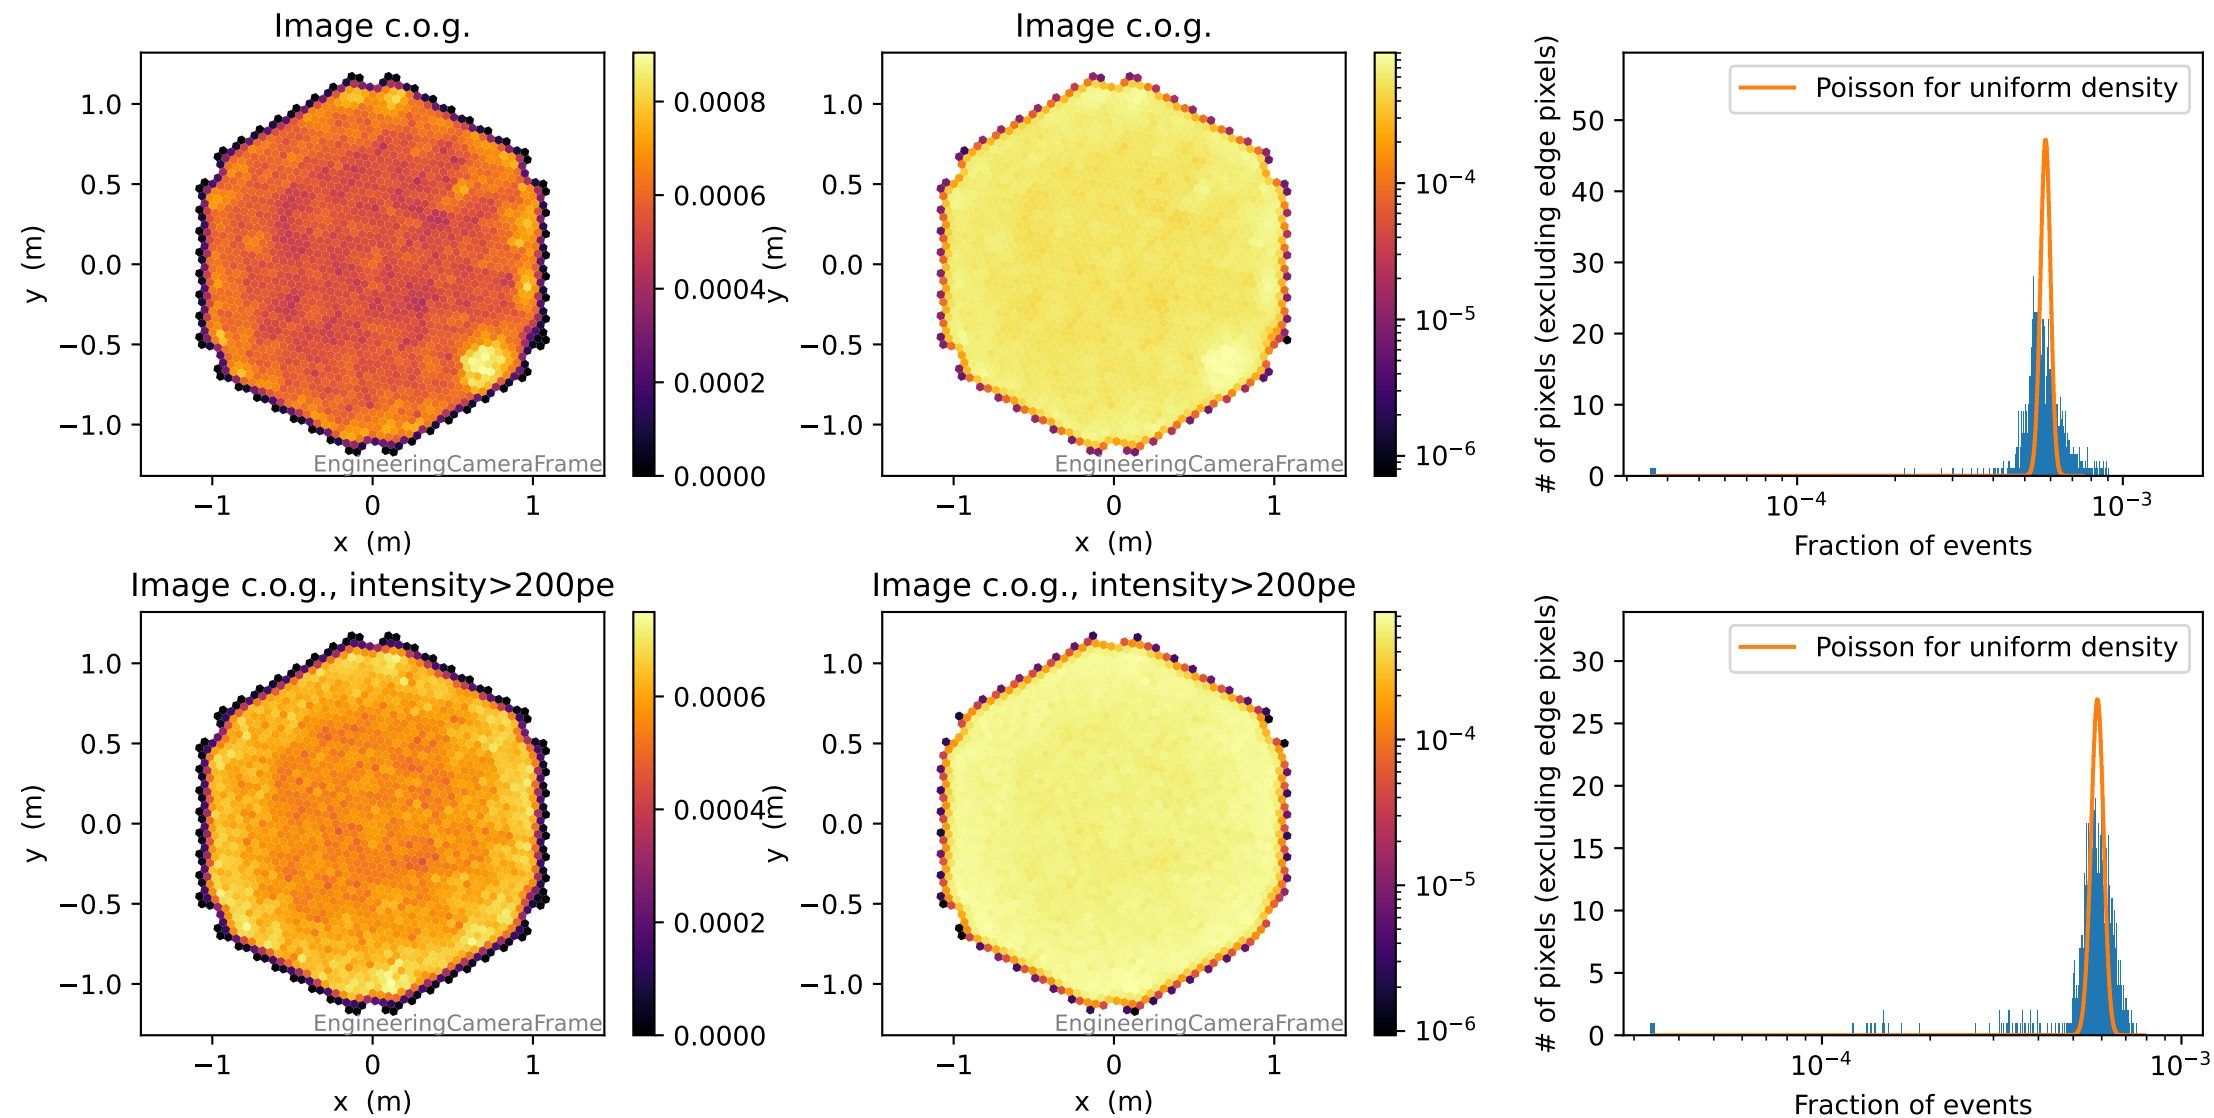 Image c.o.g.
y (m)
1.0
0.5
0.0
−0.5
−1.0
EngineeringCameraFrame
−1 0 1
x (m)
0.0008
0.0006
0.0004
0.0002
0.0000
Image c.o.g.
y (m)
1.0
0.5
0.0
−0.5
−1.0
EngineeringCameraFrame
−1 0 1
x (m)
10⁻⁴
10⁻⁵
10⁻⁶
# of pixels (excluding edge pixels)
Poisson for uniform density
50
40
30
20
10
0
10⁻⁴ 10⁻³
Fraction of events
Image c.o.g., intensity>200pe
y (m)
1.0
0.5
0.0
−0.5
−1.0
EngineeringCameraFrame
−1 0 1
x (m)
0.0006
0.0004
0.0002
0.0000
Image c.o.g., intensity>200pe
y (m)
1.0
0.5
0.0
−0.5
−1.0
EngineeringCameraFrame
−1 0 1
x (m)
10⁻⁴
10⁻⁵
10⁻⁶
# of pixels (excluding edge pixels)
Poisson for uniform density
30
25
20
15
10
5
0
10⁻⁴ 10⁻³
Fraction of events